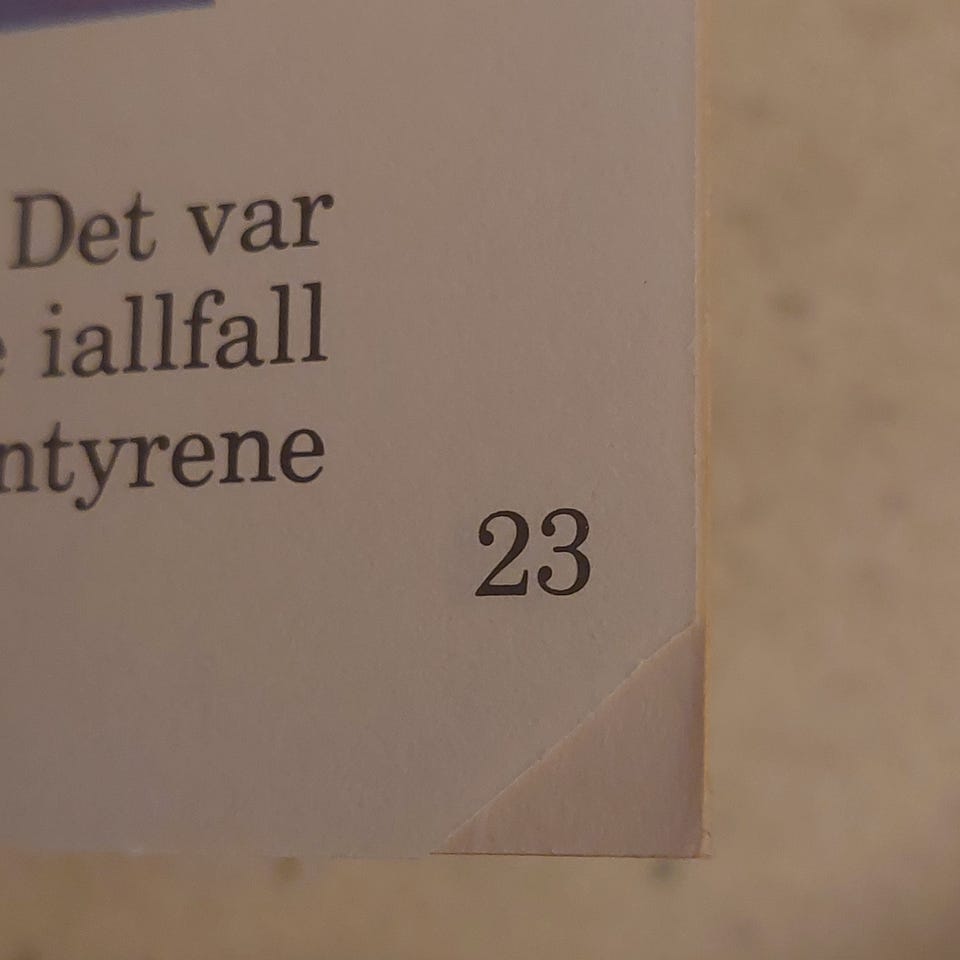 Det var
iallfall
ntyrene
23